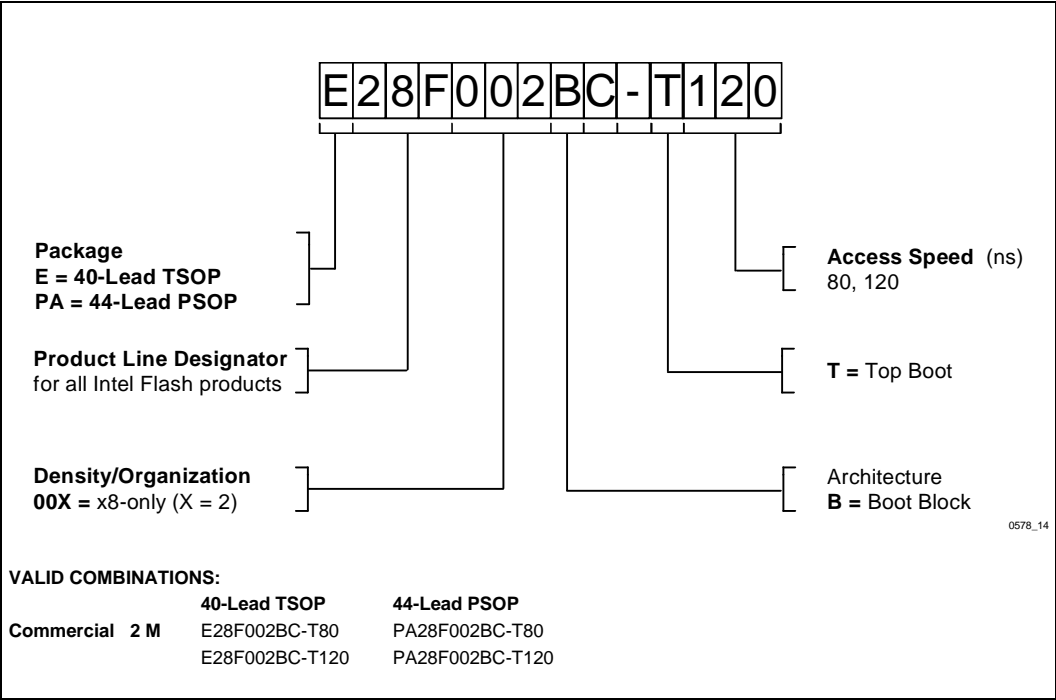 E28F002BC-T120
Package
E = 40-Lead TSOP
PA = 44-Lead PSOP
Product Line Designator
for all Intel Flash products
Density/Organization
00X = x8-only (X = 2)
Access Speed (ns)
80, 120
T = Top Boot
Architecture
B = Boot Block
0578_14
VALID COMBINATIONS:
40-Lead TSOP 44-Lead PSOP
Commercial 2 M E28F002BC-T80 PA28F002BC-T80
E28F002BC-T120 PA28F002BC-T120